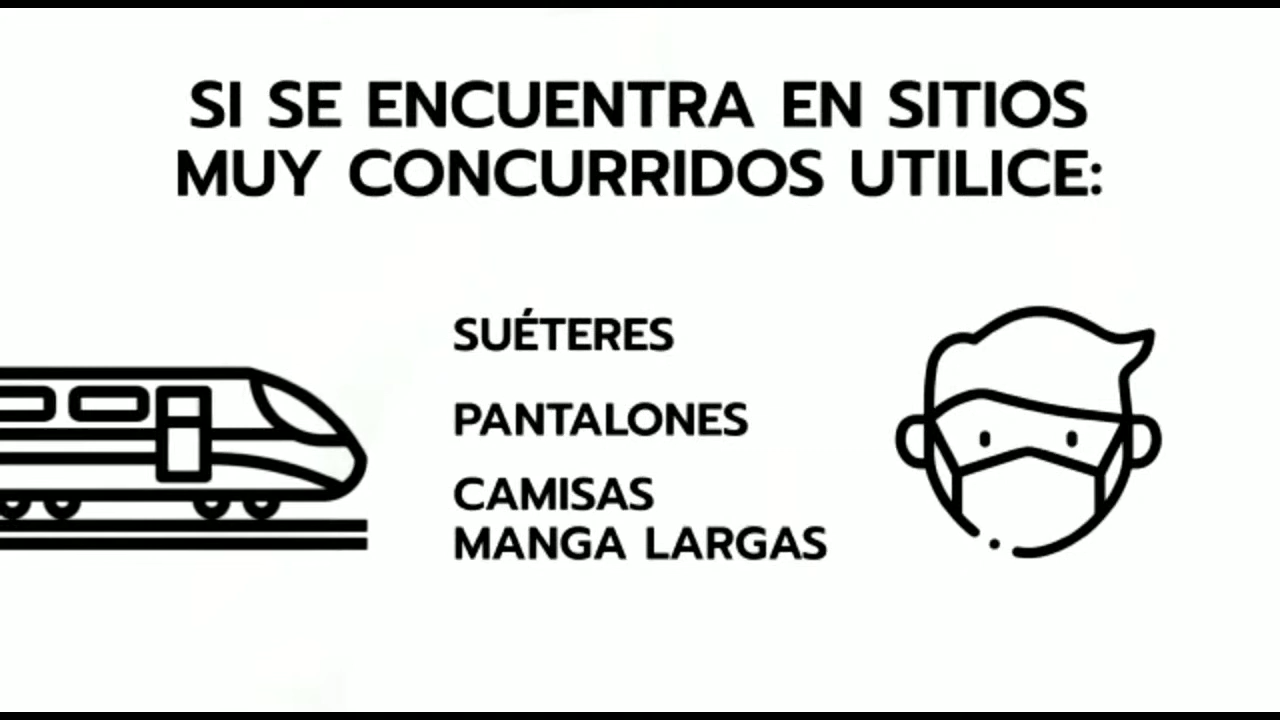 SI SE ENCUENTRA EN SITIOS
MUY CONCURRIDOS UTILICE:
SUÉTERES
PANTALONES
CAMISAS
MANGA LARGAS